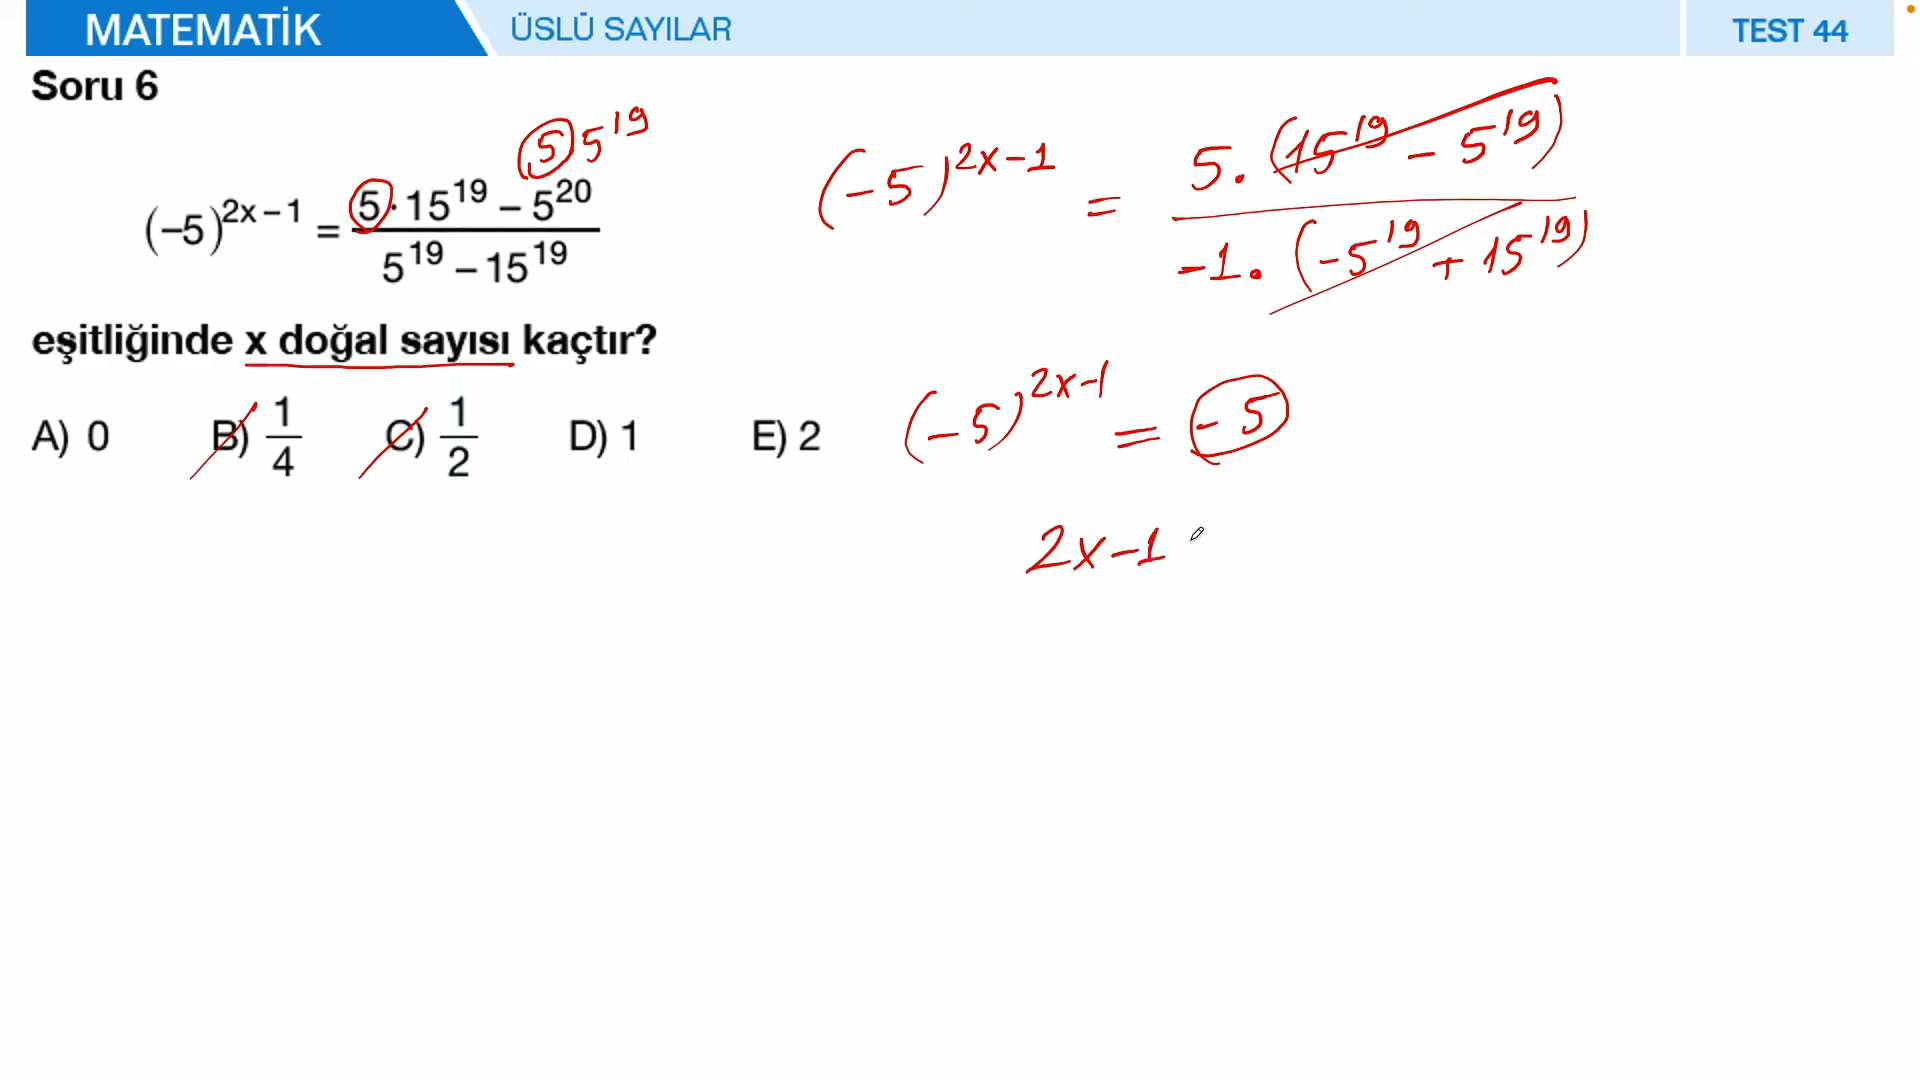 MATEMATİK
ÜSLÜ SAYILAR
TEST 44
Soru 6
(5) 5^19
(–5)^(2x – 1) = (5 · 15^19 – 5^20) / (5^19 – 15^19)
eşitliğinde x doğal sayısı kaçtır?
A) 0 B) 1/4 C) 1/2 D) 1 E) 2
(-5)^(2x-1) = 5. (15^19 - 5^19) / -1. (-5^19 + 15^19)
(-5)^(2x-1) = -5
2x-1